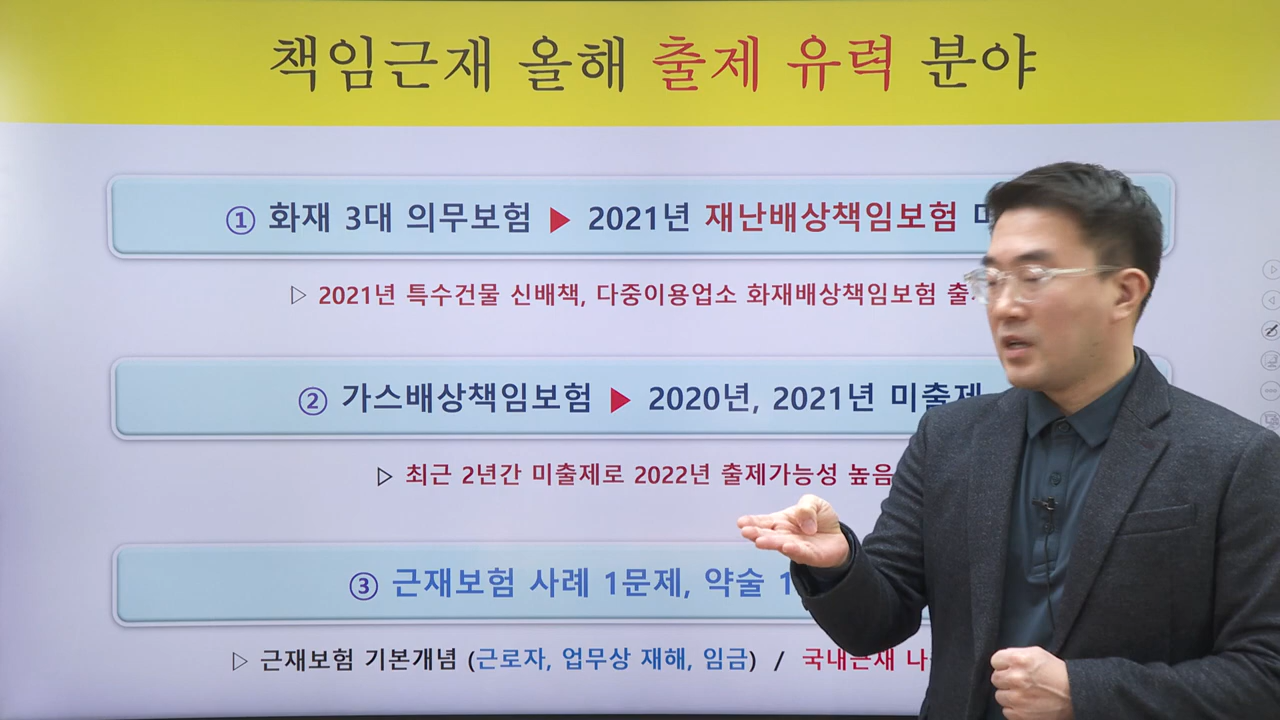 책임근재 올해 출제 유력 분야
① 화재 3대 의무보험 ▶ 2021년 재난배상책임보험
▷ 2021년 특수건물 신배책, 다중이용업소 화재배상책임보험
② 가스배상책임보험 ▶ 2020년, 2021년 미출제
▷ 최근 2년간 미출제로 2022년 출제가능성 높음
③ 근재보험 사례 1문제, 약술
▷ 근재보험 기본개념 (근로자, 업무상 재해, 임금) / 국내근재